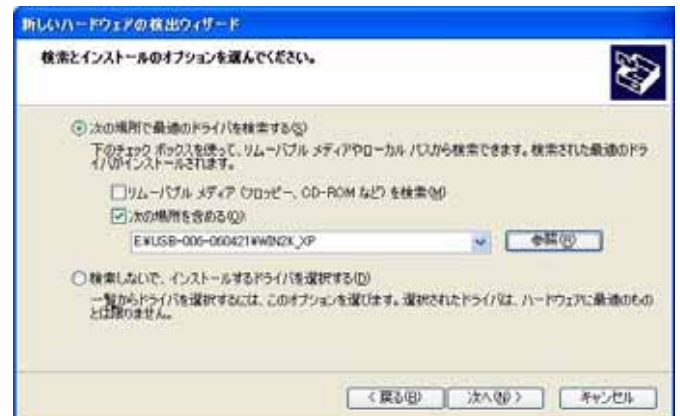 新しいハードウェアの検出ウィザード
検索とインストールのオプションを選んでください。
次の場所で最適のドライバを検索する(S)
下のチェック ボックスを使って、リムーバブル メディアやローカル パスから検索できます。検索された最適のドラ
イバがインストールされます。
リムーバブル メディア (フロッピー、CD-ROM など) を検索(M)
次の場所を含める(O)
E:¥USB-006-060421¥WIN2K_XP
参照(R)
検索しないで、インストールするドライバを選択する(D)
一覧からドライバを選択するには、このオプションを選びます。選択されたドライバは、ハードウェアに最適のもの
とは限りません。
< 戻る(B)
次へ(N) >
キャンセル